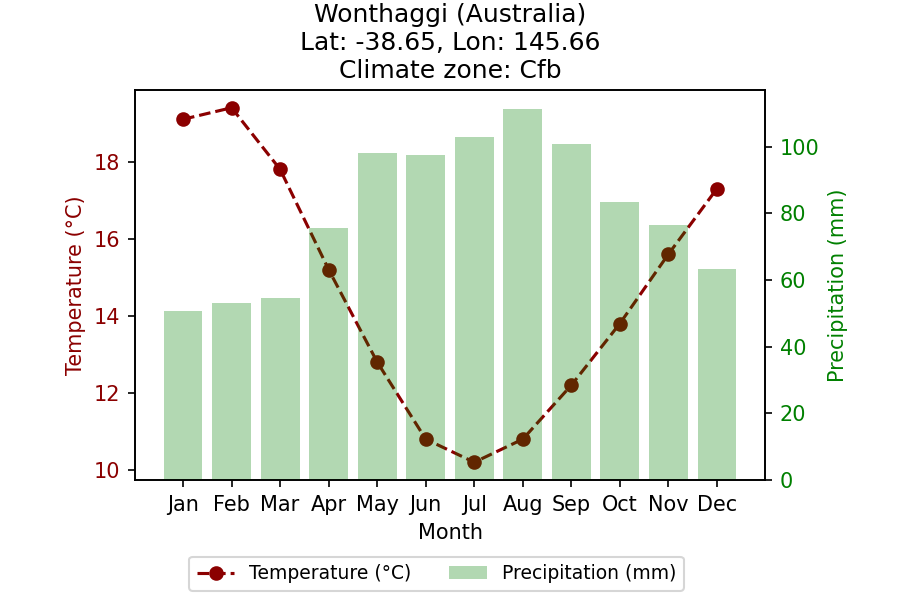 Wonthaggi (Australia)
Lat: -38.65, Lon: 145.66
Climate zone: Cfb
18
16
14
12
10
Temperature (°C)
100
80
60
40
20
0
Precipitation (mm)
Jan Feb Mar Apr May Jun Jul Aug Sep Oct Nov Dec
Month
Temperature (°C) Precipitation (mm)